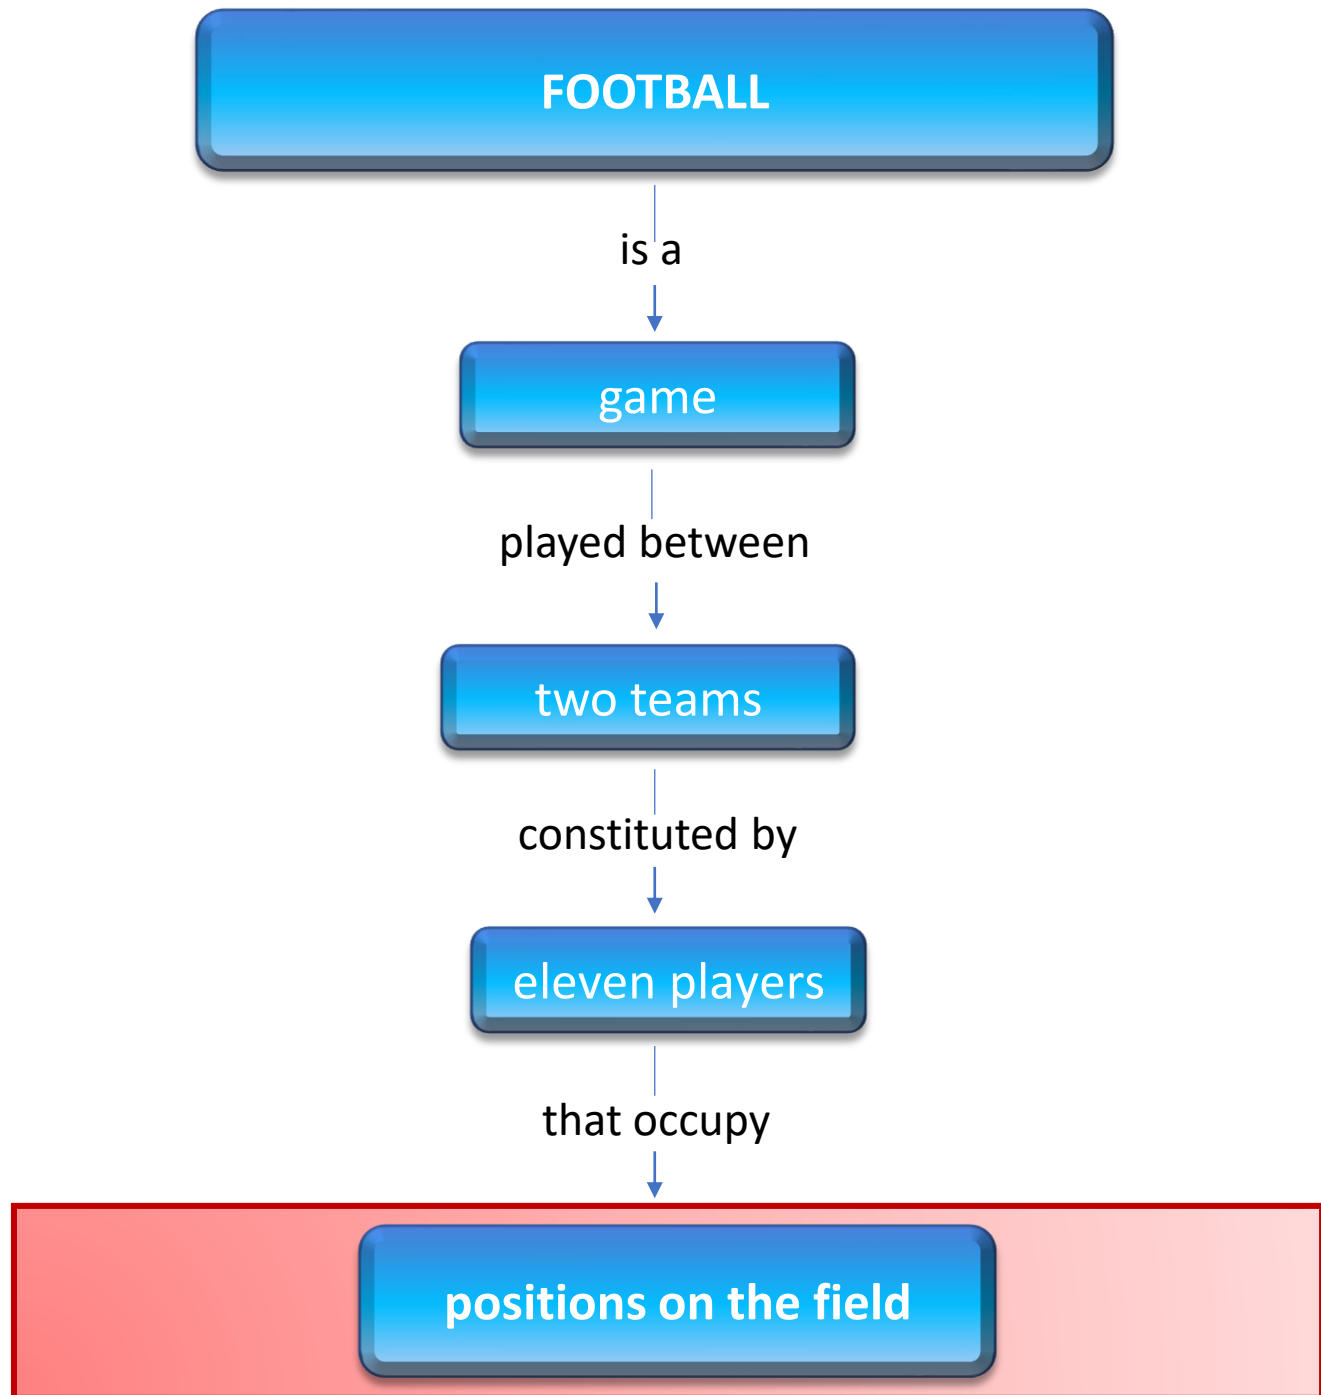 FOOTBALL
is a
game
played between
two teams
constituted by
eleven players
that occupy
positions on the field